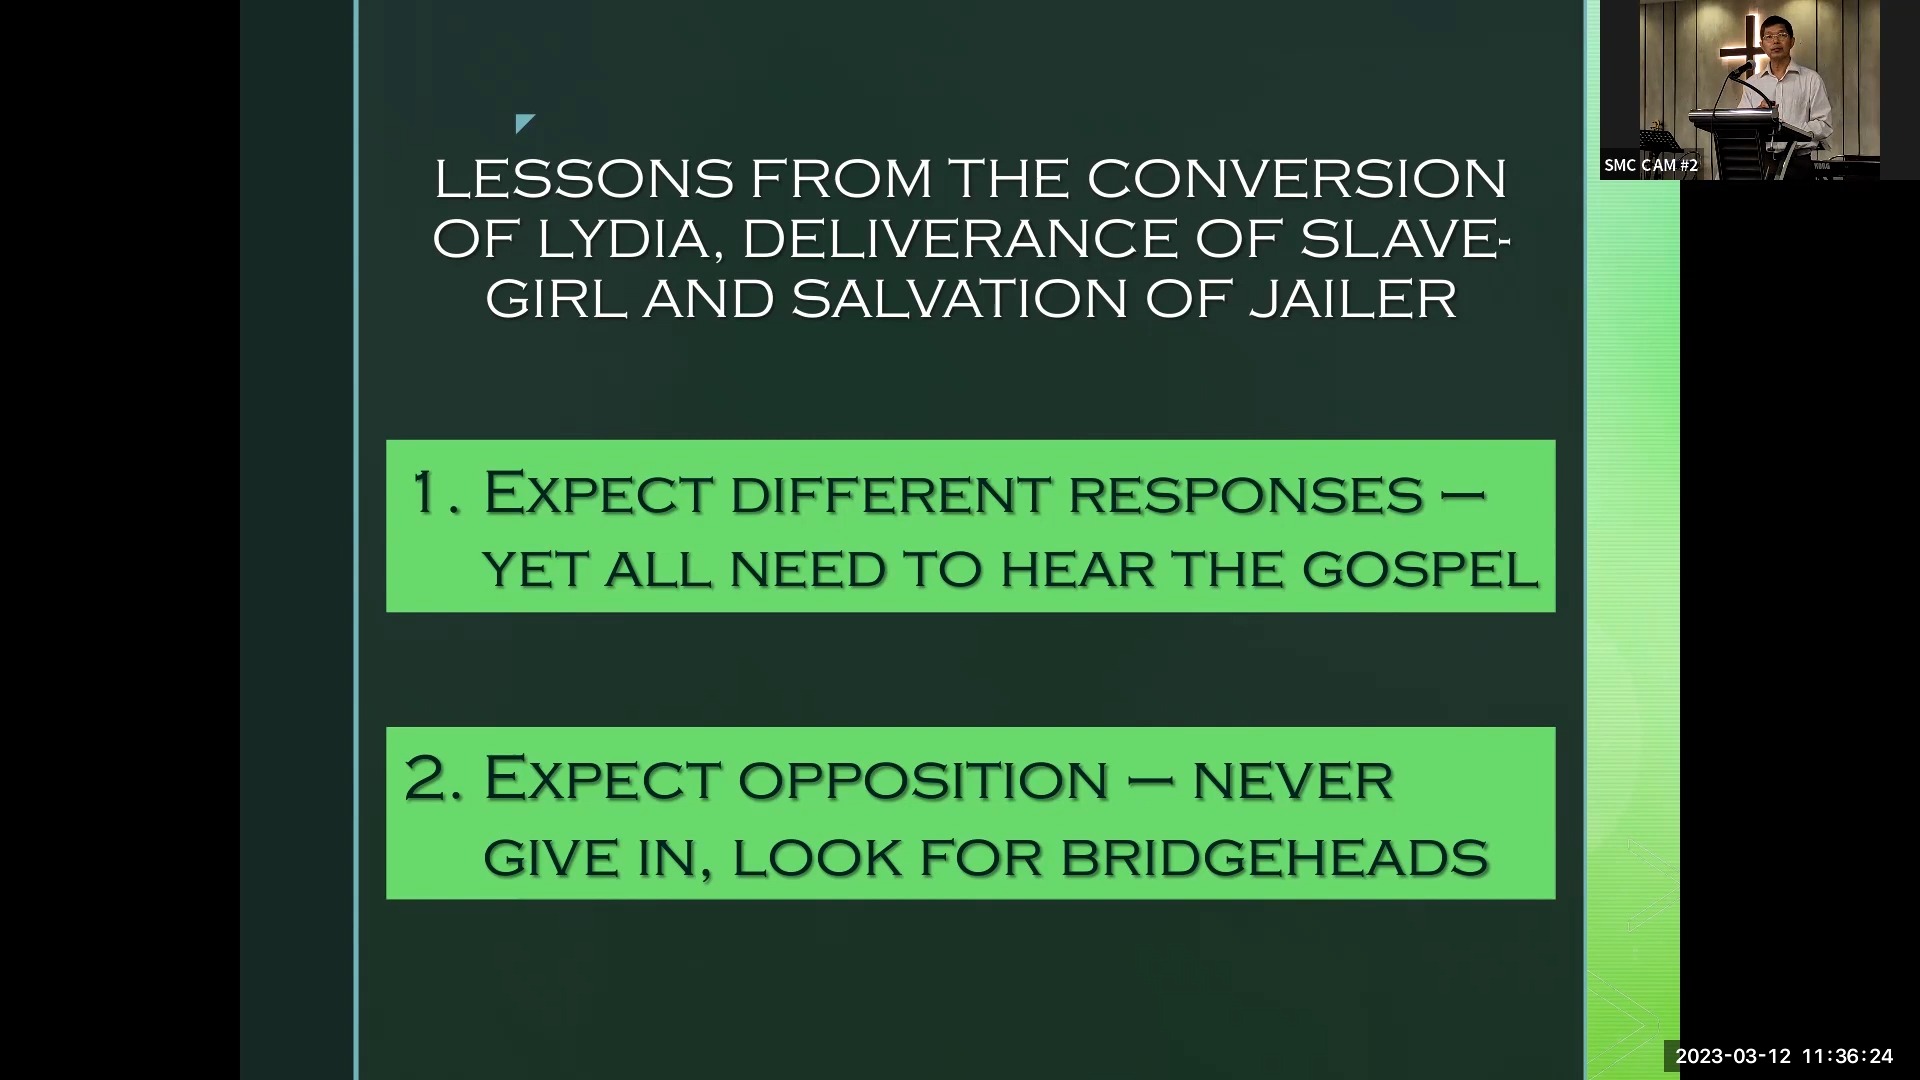 LESSONS FROM THE CONVERSION
OF LYDIA, DELIVERANCE OF SLAVE-
GIRL AND SALVATION OF JAILER
1. EXPECT DIFFERENT RESPONSES –
YET ALL NEED TO HEAR THE GOSPEL
2. EXPECT OPPOSITION – NEVER
GIVE IN, LOOK FOR BRIDGEHEADS
SMC CAM #2
KORG
2023-03-12 11:36:24